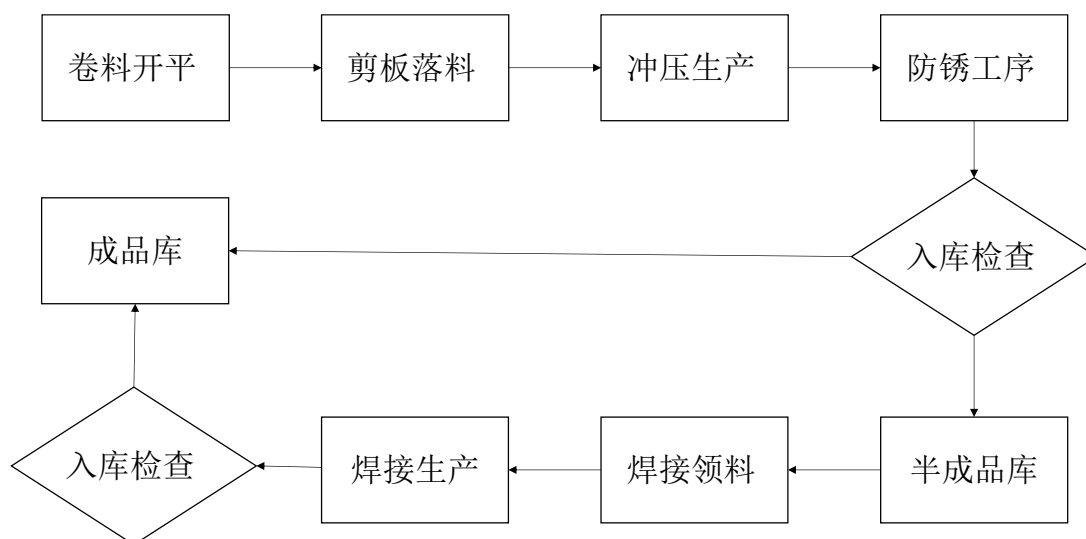 卷料开平
剪板落料
冲压生产
防锈工序
成品库
入库检查
入库检查
焊接生产
焊接领料
半成品库